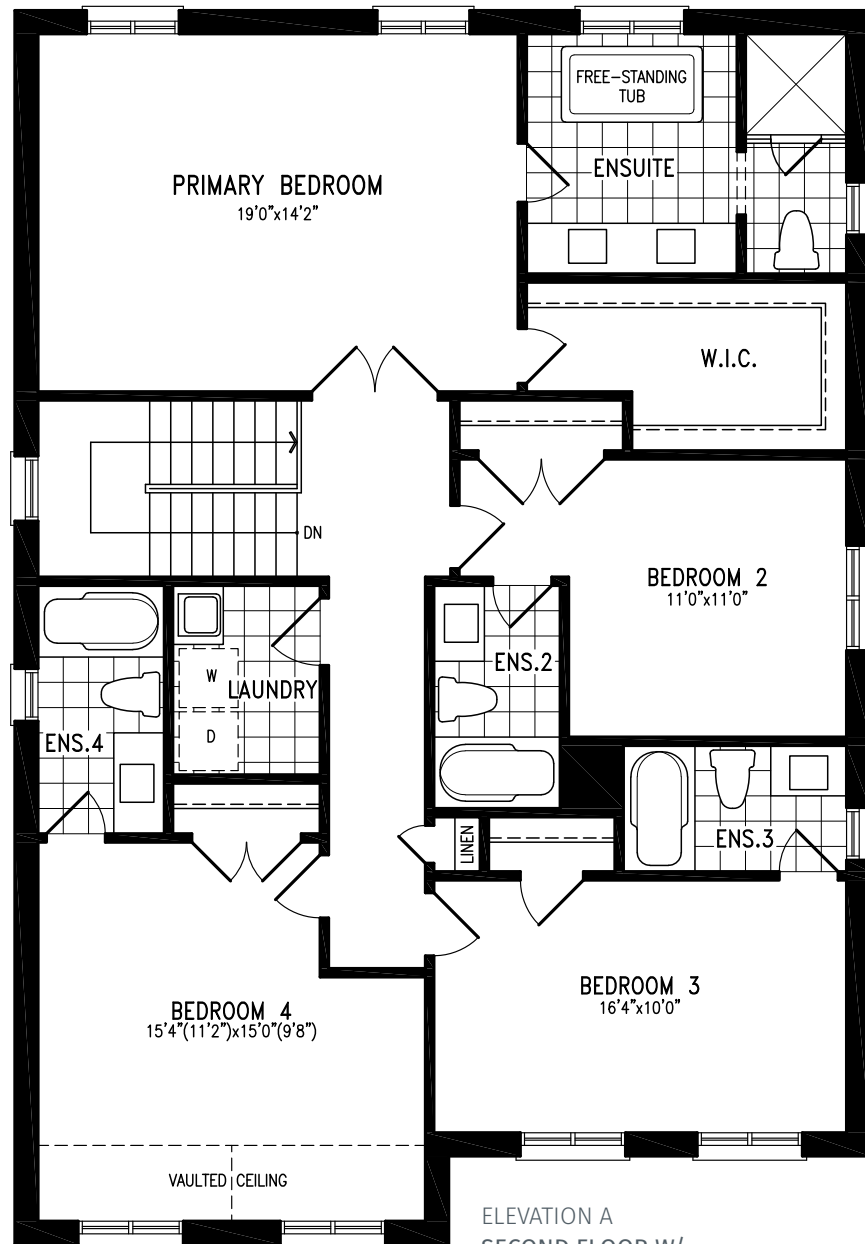 FREE-STANDING
TUB
ENSUITE
PRIMARY BEDROOM
19'0"x14'2"
W.I.C.
DN
BEDROOM 2
11'0"x11'0"
ENS.2
W
LAUNDRY
D
ENS.4
LINEN
ENS.3
BEDROOM 3
16'4"x10'0"
BEDROOM 4
15'4"(11'2")x15'0"(9'8")
VAULTED CEILING
ELEVATION A
SECOND FLOOR W/